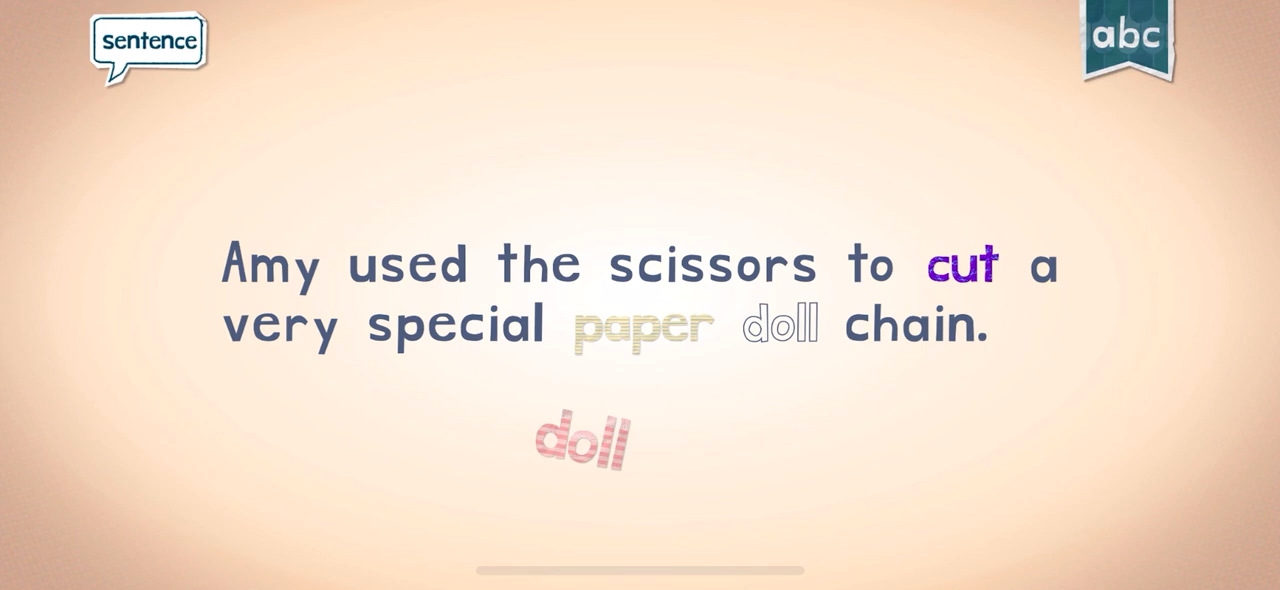 sentence
abc
Amy used the scissors to cut a
very special paper doll chain.
doll